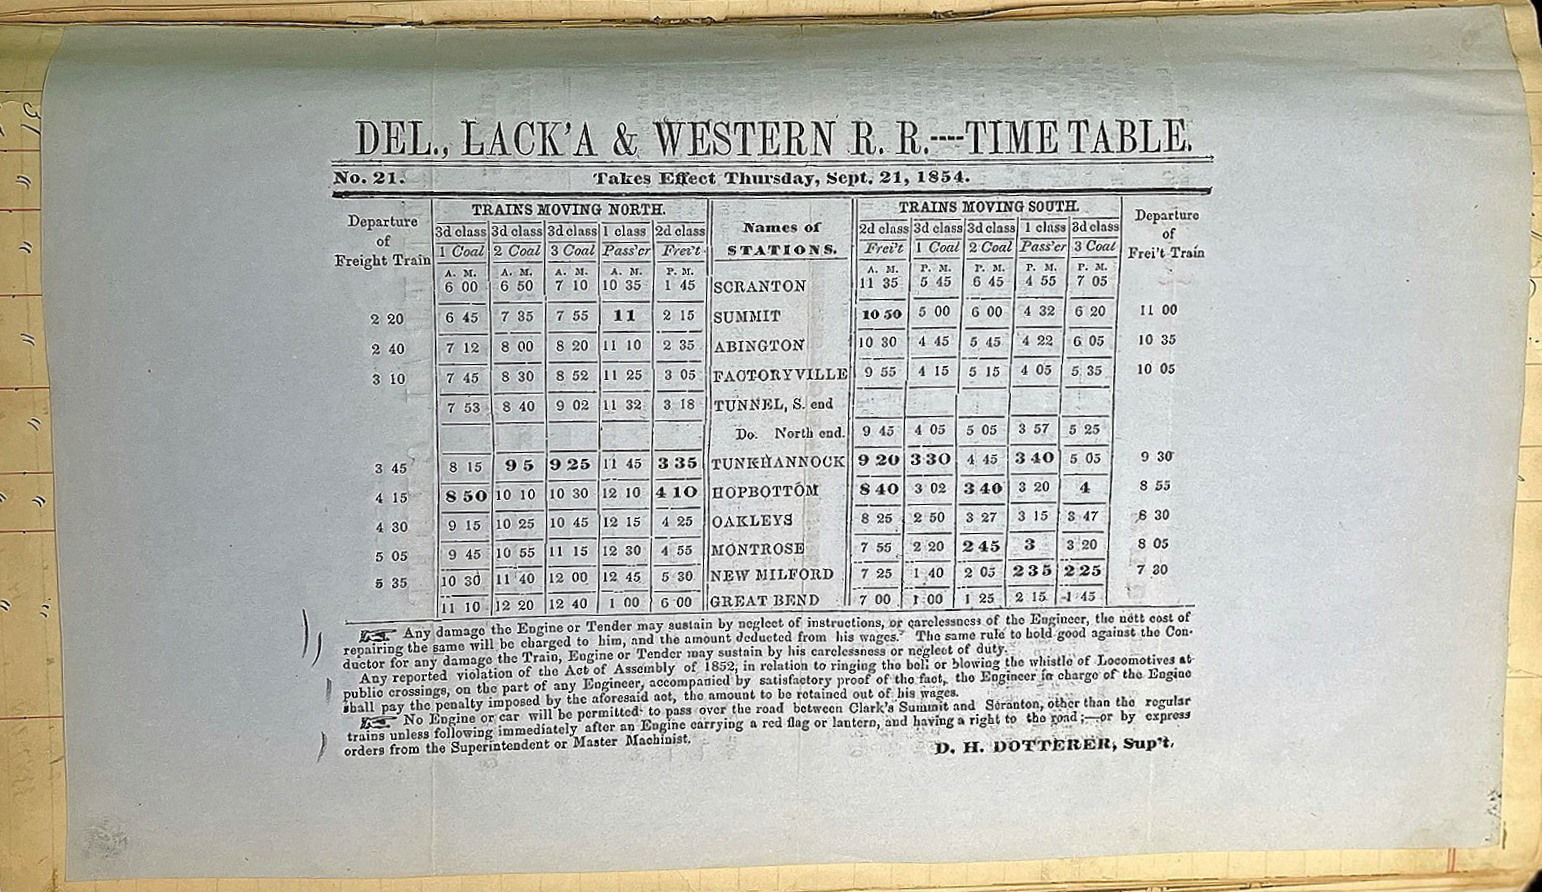 DEL., LACK'A & WESTERN R. R.----TIME TABLE.
No. 21. Takes Effect Thursday, Sept. 21, 1854.
Departure of Freight Train | TRAINS MOVING NORTH. | Names of STATIONS. | TRAINS MOVING SOUTH. | Departure of Frei't Train
3d class | 3d class | 3d class | 1 class | 2d class | 2d class | 3d class | 3d class | 1 class | 3d class
1 Coal | 2 Coal | 3 Coal | Pass'er | Frei't | Frei't | 1 Coal | 2 Coal | Pass'er | 3 Coal
A. M. | A. M. | A. M. | A. M. | P. M. | A. M. | P. M. | P. M. | P. M. | P. M.
6 00 | 6 50 | 7 10 | 10 35 | 1 45 | SCRANTON | 11 35 | 5 45 | 6 45 | 4 55 | 7 05
2 20 | 6 45 | 7 35 | 7 55 | 11 | 2 15 | SUMMIT | 10 50 | 5 00 | 6 00 | 4 32 | 6 20 | 11 00
2 40 | 7 12 | 8 00 | 8 20 | 11 10 | 2 35 | ABINGTON | 10 30 | 4 45 | 5 45 | 4 22 | 6 05 | 10 35
3 10 | 7 45 | 8 30 | 8 52 | 11 25 | 3 05 | FACTORYVILLE | 9 55 | 4 15 | 5 15 | 4 05 | 5 35 | 10 05
7 53 | 8 40 | 9 02 | 11 32 | 3 18 | TUNNEL, S. end
Do. North end. | 9 45 | 4 05 | 5 05 | 3 57 | 5 25
3 45 | 8 15 | 9 5 | 9 25 | 11 45 | 3 35 | TUNKHANNOCK | 9 20 | 3 30 | 4 45 | 3 40 | 5 05 | 9 30
4 15 | 8 50 | 10 10 | 10 30 | 12 10 | 4 10 | HOPBOTTOM | 8 40 | 3 02 | 3 40 | 3 20 | 4 | 8 55
4 30 | 9 15 | 10 25 | 10 45 | 12 15 | 4 25 | OAKLEYS | 8 25 | 2 50 | 3 27 | 3 15 | 3 47 | 8 30
5 05 | 9 45 | 10 55 | 11 15 | 12 30 | 4 55 | MONTROSE | 7 55 | 2 20 | 2 45 | 3 | 3 20 | 8 05
5 35 | 10 30 | 11 40 | 12 00 | 12 45 | 5 30 | NEW MILFORD | 7 25 | 1 40 | 2 05 | 2 35 | 2 25 | 7 30
11 10 | 12 20 | 12 40 | 1 00 | 6 00 | GREAT BEND | 7 00 | 1 00 | 1 25 | 2 15 | 1 45
Any damage the Engine or Tender may sustain by neglect of instructions, or carelessness of the Engineer, the nett cost of
repairing the same will be charged to him, and the amount deducted from his wages. The same rule to hold good against the Con-
ductor for any damage the Train, Engine or Tender may sustain by his carelessness or neglect of duty.
Any reported violation of the Act of Assembly of 1852, in relation to ringing the bell or blowing the whistle of Locomotives at
public crossings, on the part of any Engineer, accompanied by satisfactory proof of the fact, the Engineer in charge of the Engine
shall pay the penalty imposed by the aforesaid act, the amount to be retained out of his wages.
No Engine or car will be permitted to pass over the road between Clark's Summit and Scranton, other than the regular
trains unless following immediately after an Engine carrying a red flag or lantern, and having a right to the road;—or by express
orders from the Superintendent or Master Machinist.
D. H. DOTTERER, Sup't.